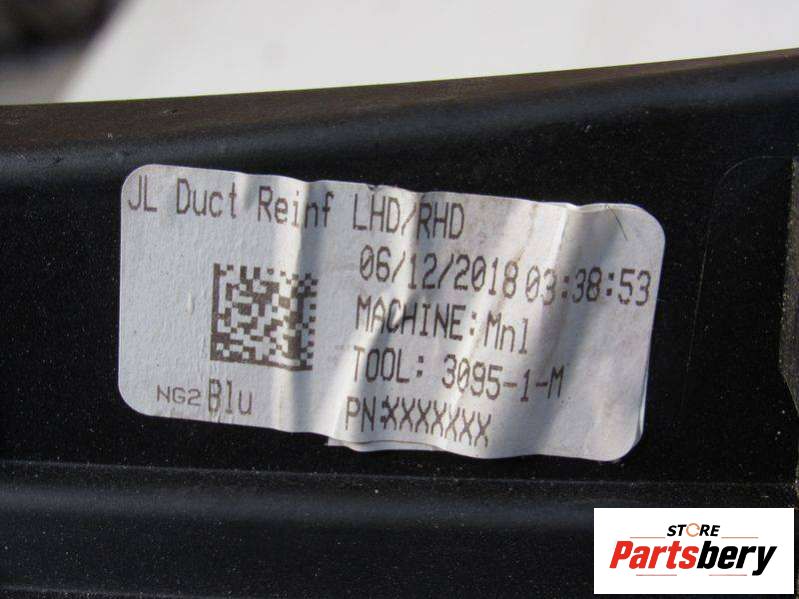 JL Duct Reinf LHD/RHD
06/12/2018 03:38:53
MACHINE: Mnl
TOOL: 3095-1-M
NG2 Blu
PN:XXXXXXX
STORE
Partsbery